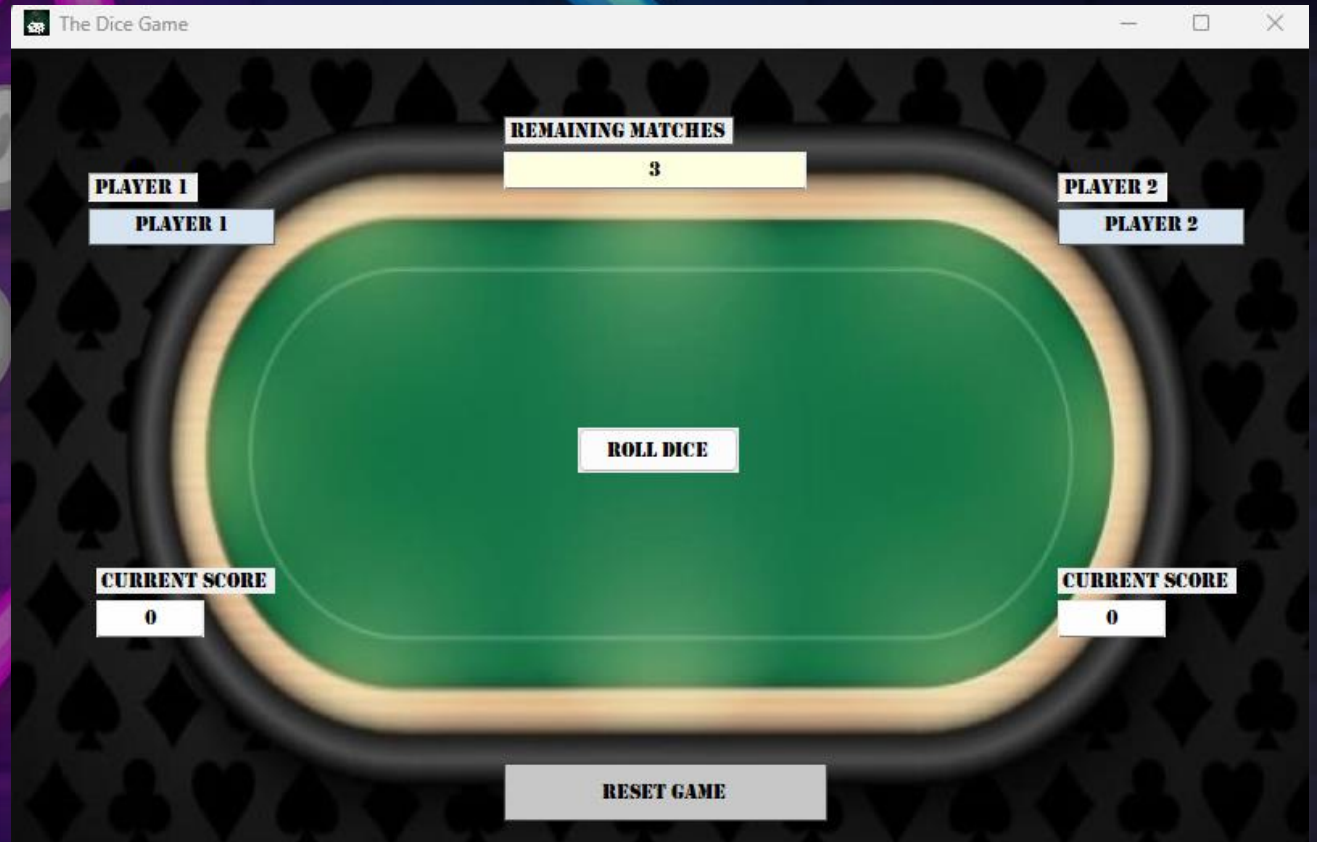 The Dice Game
REMAINING MATCHES
3
PLAYER 1
PLAYER 1
PLAYER 2
PLAYER 2
ROLL DICE
CURRENT SCORE
0
CURRENT SCORE
0
RESET GAME